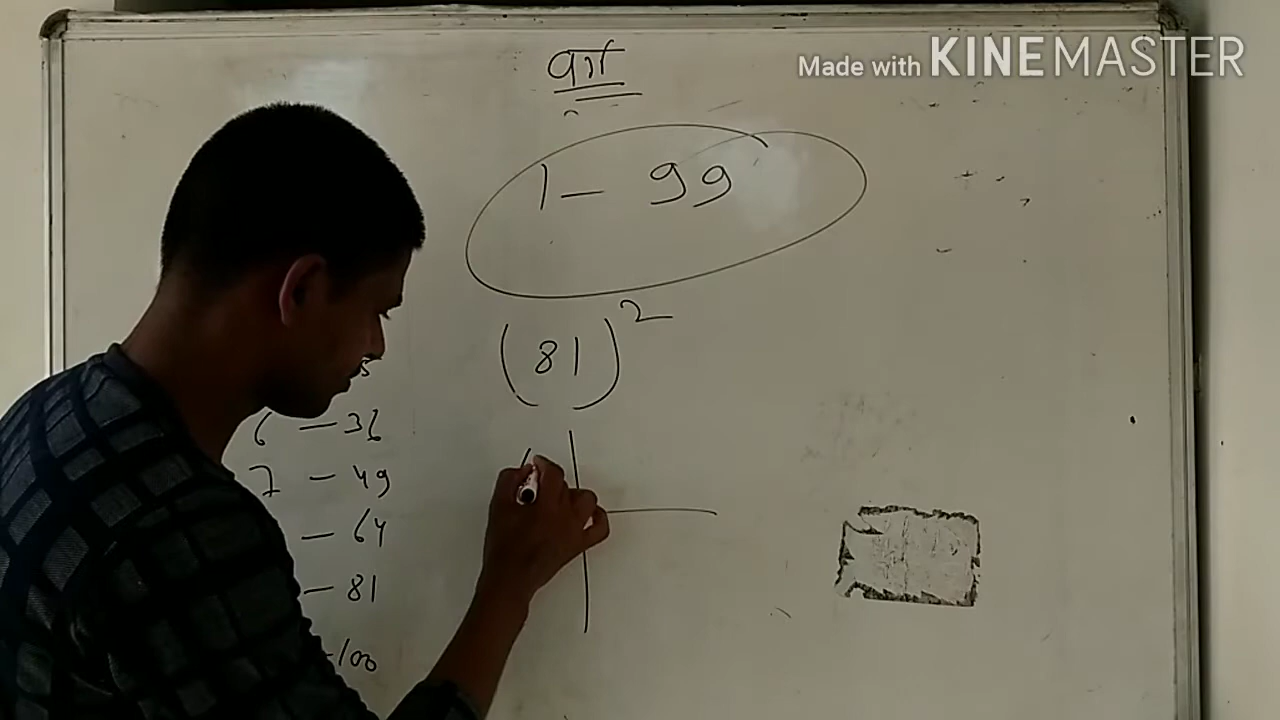 Made with KINEMASTER
वर्ग
1 - 99
(81)²
6 - 36
7 - 49
- 64
- 81
-100